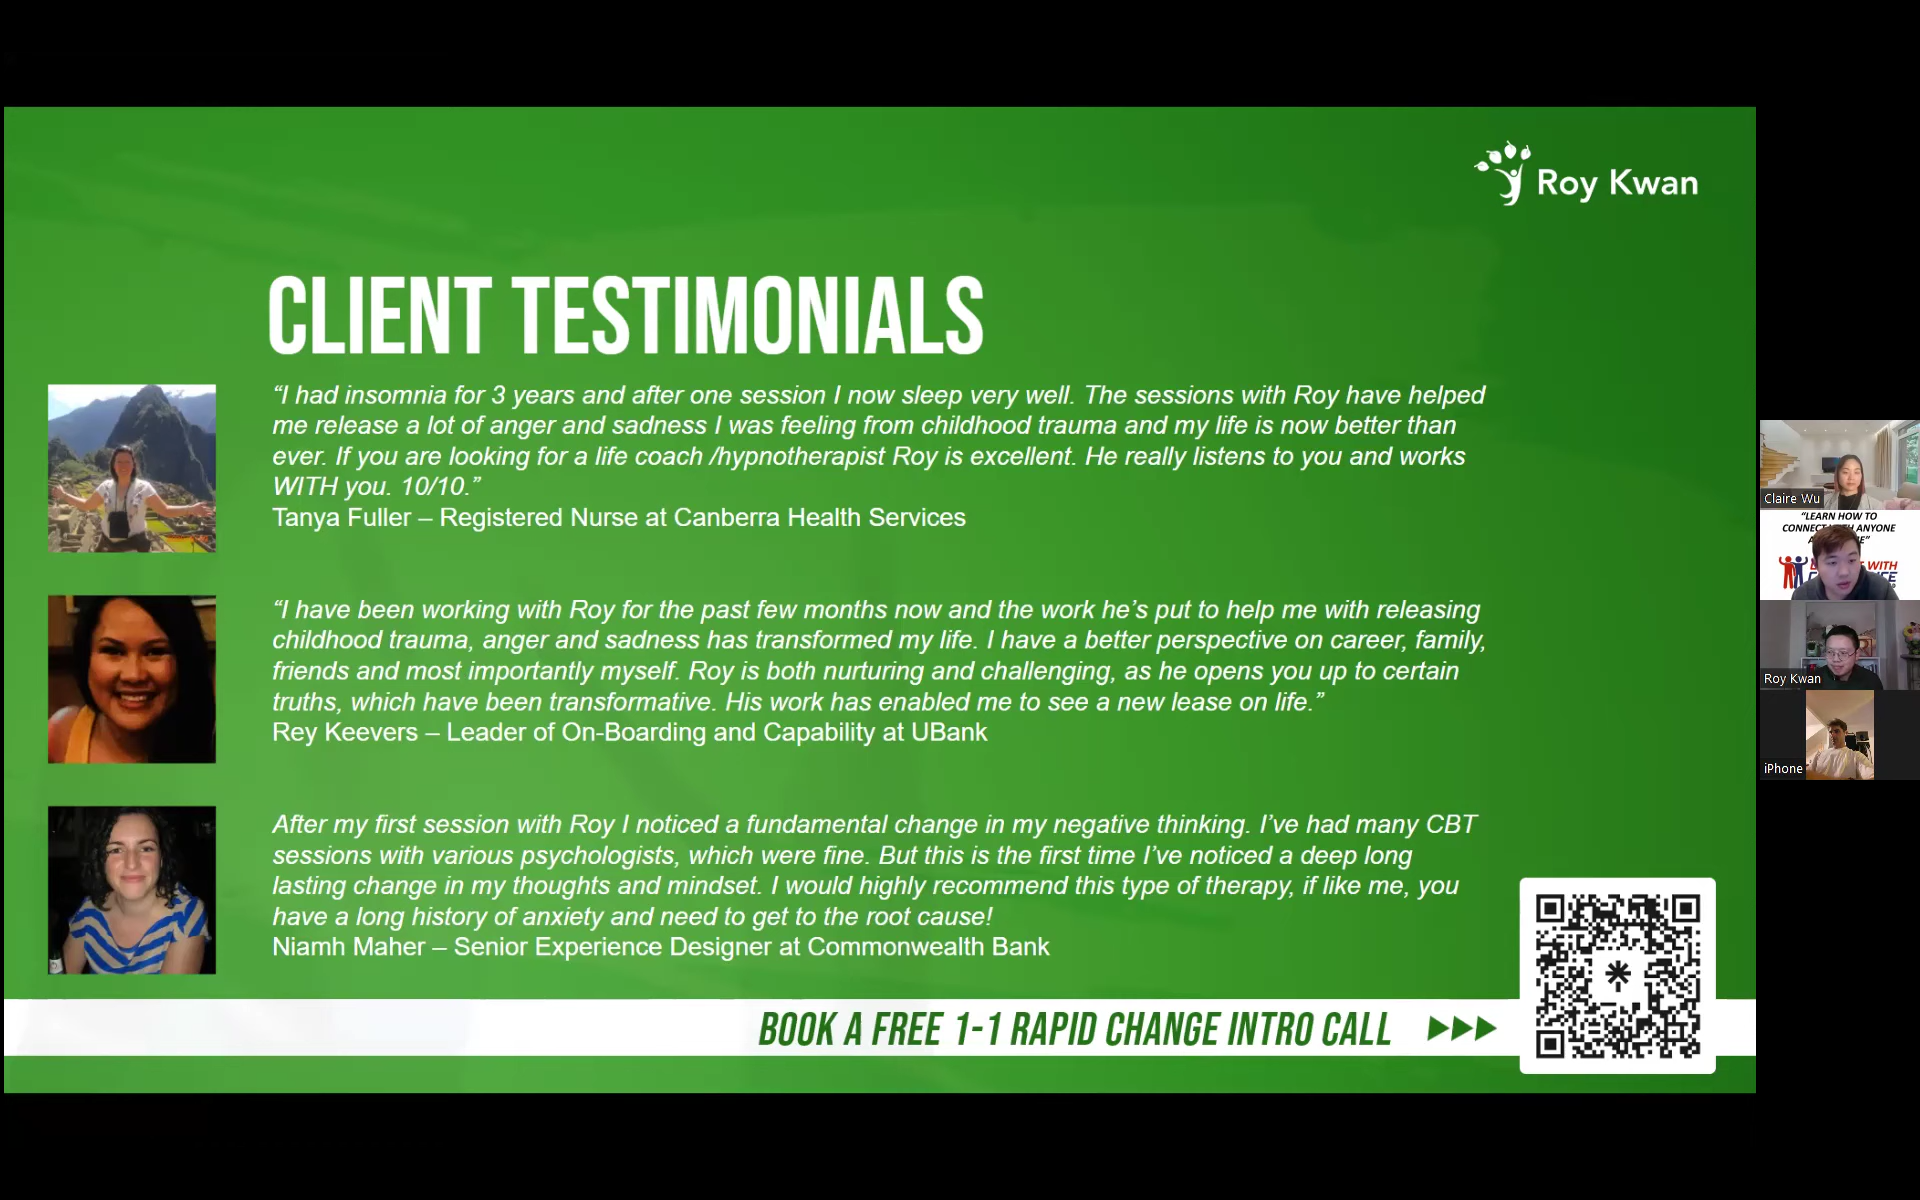 Roy Kwan
CLIENT TESTIMONIALS
“I had insomnia for 3 years and after one session I now sleep very well. The sessions with Roy have helped
me release a lot of anger and sadness I was feeling from childhood trauma and my life is now better than
ever. If you are looking for a life coach /hypnotherapist Roy is excellent. He really listens to you and works
WITH you. 10/10.”
Tanya Fuller – Registered Nurse at Canberra Health Services
“I have been working with Roy for the past few months now and the work he’s put to help me with releasing
childhood trauma, anger and sadness has transformed my life. I have a better perspective on career, family,
friends and most importantly myself. Roy is both nurturing and challenging, as he opens you up to certain
truths, which have been transformative. His work has enabled me to see a new lease on life.”
Rey Keevers – Leader of On-Boarding and Capability at UBank
After my first session with Roy I noticed a fundamental change in my negative thinking. I’ve had many CBT
sessions with various psychologists, which were fine. But this is the first time I’ve noticed a deep long
lasting change in my thoughts and mindset. I would highly recommend this type of therapy, if like me, you
have a long history of anxiety and need to get to the root cause!
Niamh Maher – Senior Experience Designer at Commonwealth Bank
BOOK A FREE 1-1 RAPID CHANGE INTRO CALL
Claire Wu
“LEARN HOW TO
CONNECT ANYONE
WITH
Roy Kwan
iPhone